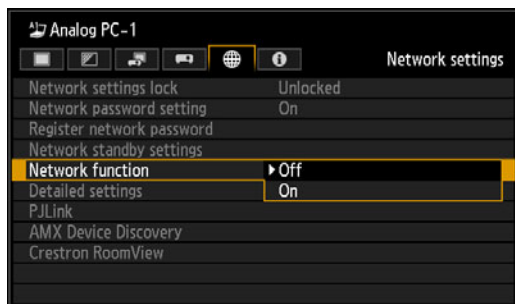 Analog PC-1
Network settings
Network settings lock Unlocked
Network password setting On
Register network password
Network standby settings
Network function Off
Detailed settings On
PJLink
AMX Device Discovery
Crestron RoomView